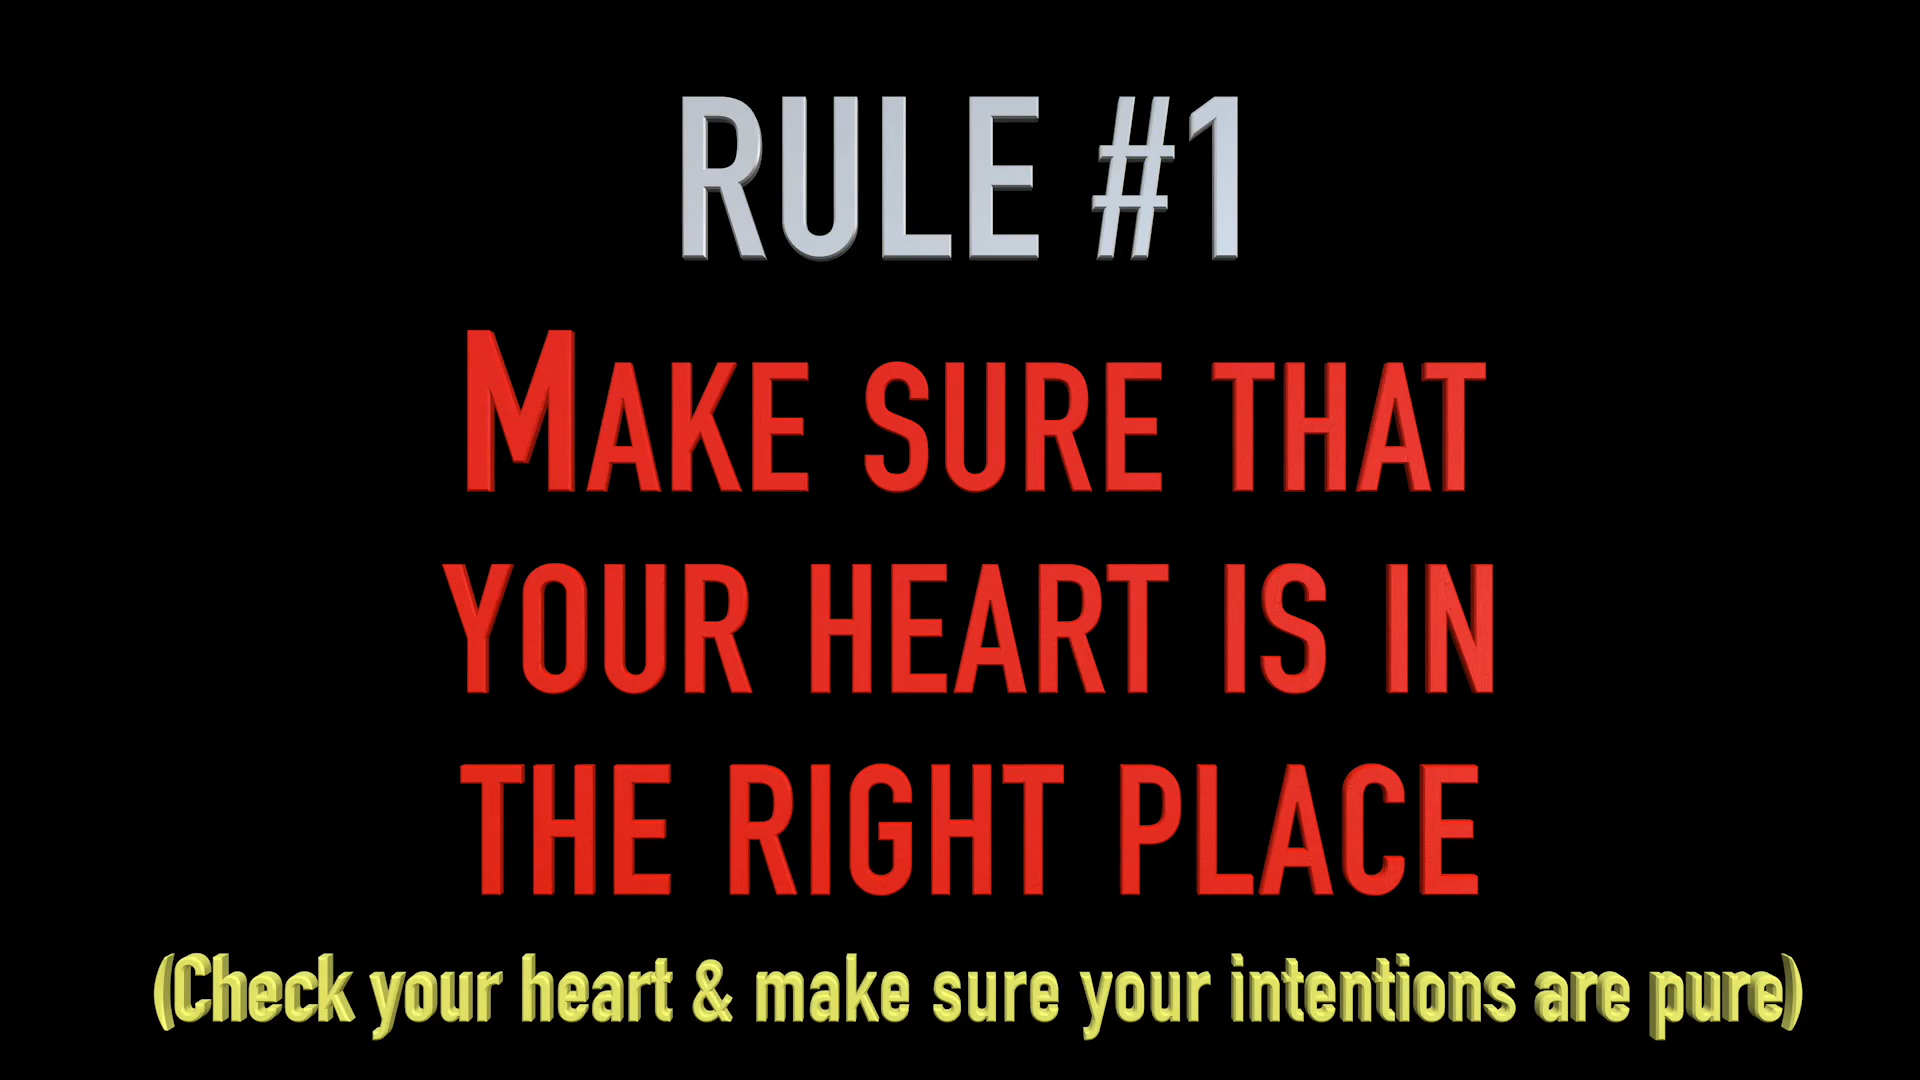 RULE #1
MAKE SURE THAT
YOUR HEART IS IN
THE RIGHT PLACE
(Check your heart & make sure your intentions are pure)